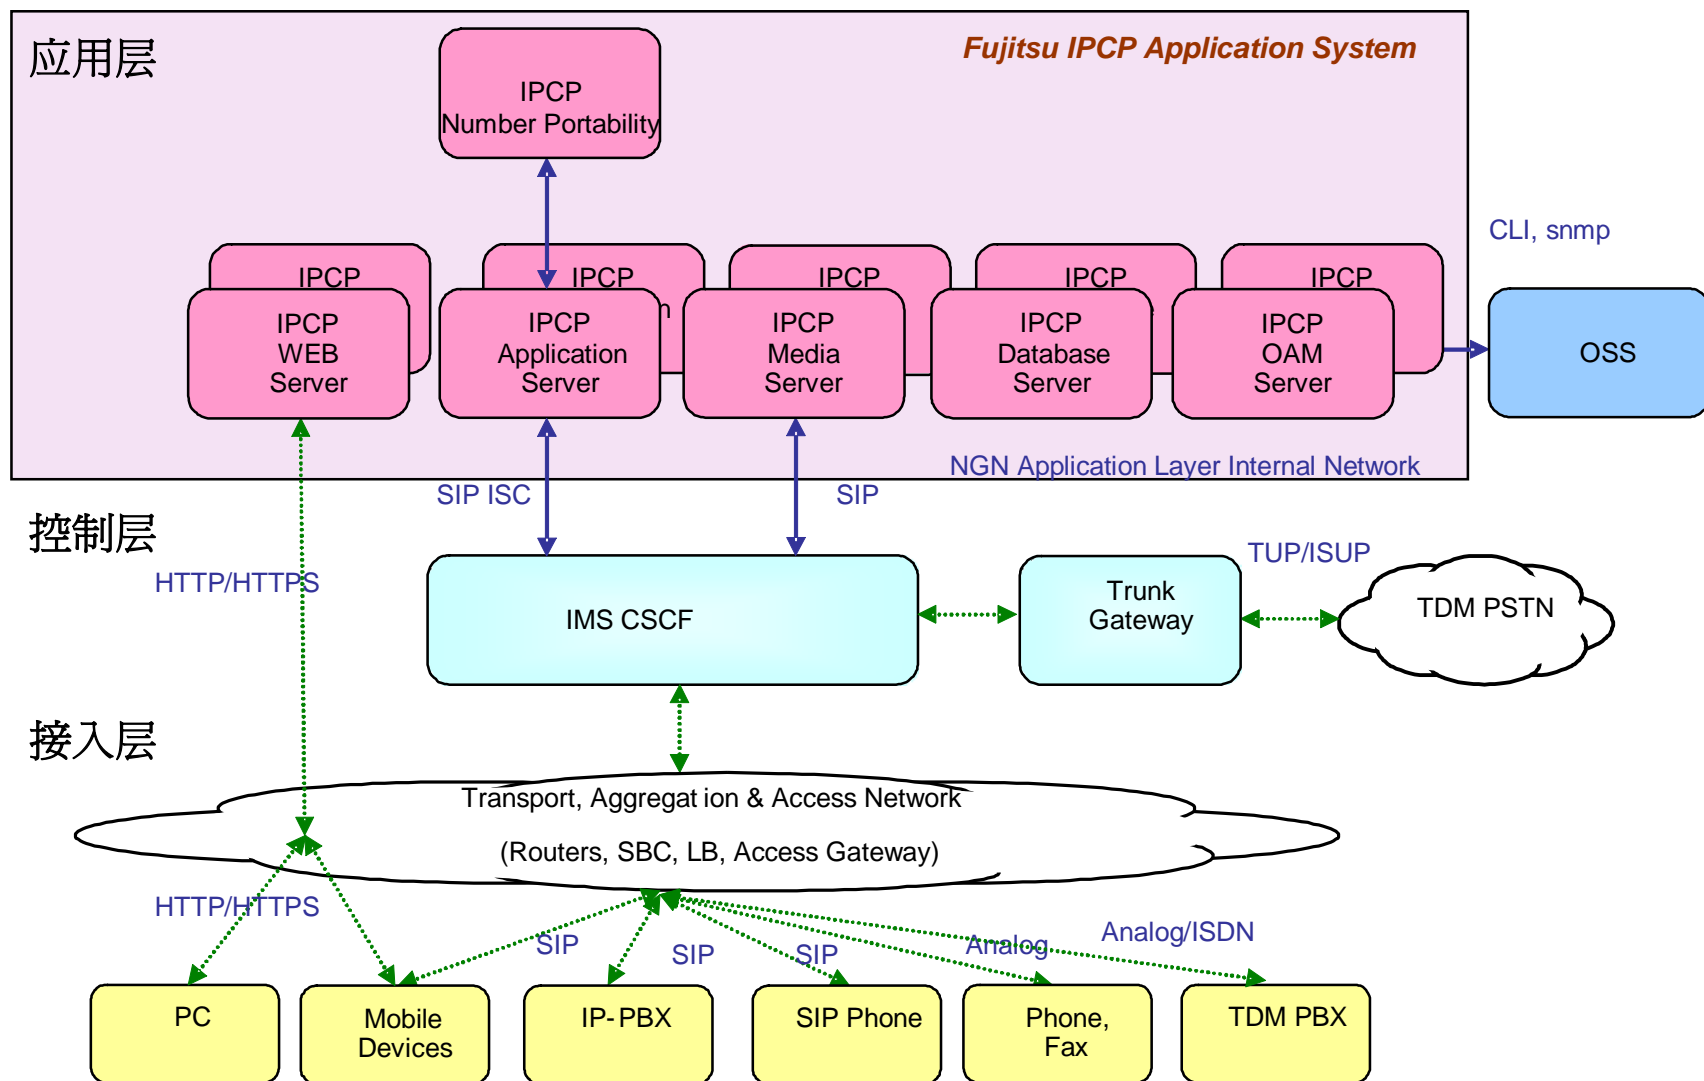 应用层
Fujitsu IPCP Application System
IPCP
Number Portability
CLI, snmp
IPCP
IPCP
IPCP
IPCP
IPCP
IPCP
WEB
Server
IPCP
Application
Server
IPCP
Media
Server
IPCP
Database
Server
IPCP
OAM
Server
OSS
NGN Application Layer Internal Network
SIP ISC
SIP
控制层
HTTP/HTTPS
IMS CSCF
Trunk
Gateway
TUP/ISUP
TDM PSTN
接入层
Transport, Aggregation & Access Network
(Routers, SBC, LB, Access Gateway)
HTTP/HTTPS
SIP
SIP
SIP
Analog
Analog/ISDN
PC
Mobile
Devices
IP-PBX
SIP Phone
Phone,
Fax
TDM PBX